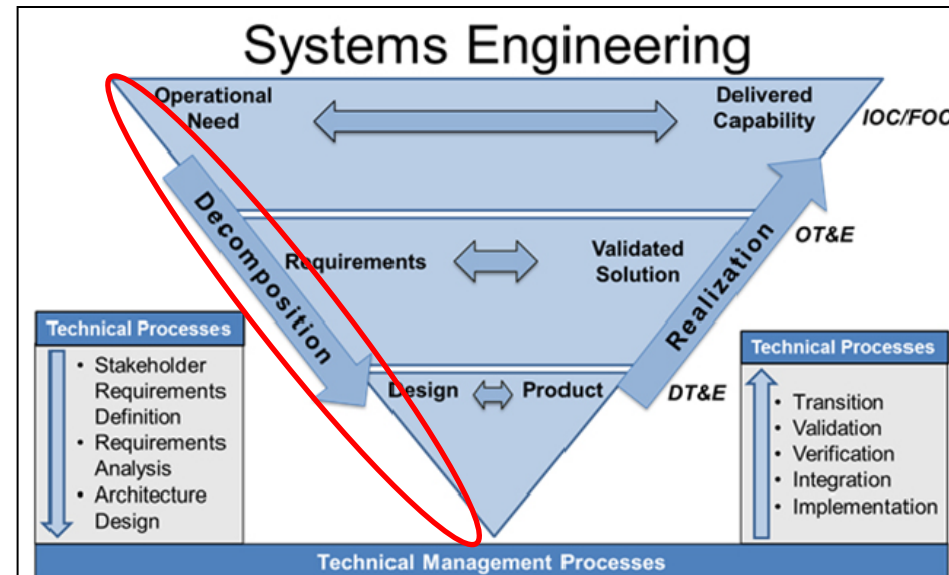 Systems Engineering
Operational
Need
Delivered
Capability
IOC/FOC
Decomposition
Realization
OT&E
Requirements
Validated
Solution
Technical Processes
• Stakeholder
Requirements
Definition
• Requirements
Analysis
• Architecture
Design
Design
Product
DT&E
Technical Processes
• Transition
• Validation
• Verification
• Integration
• Implementation
Technical Management Processes